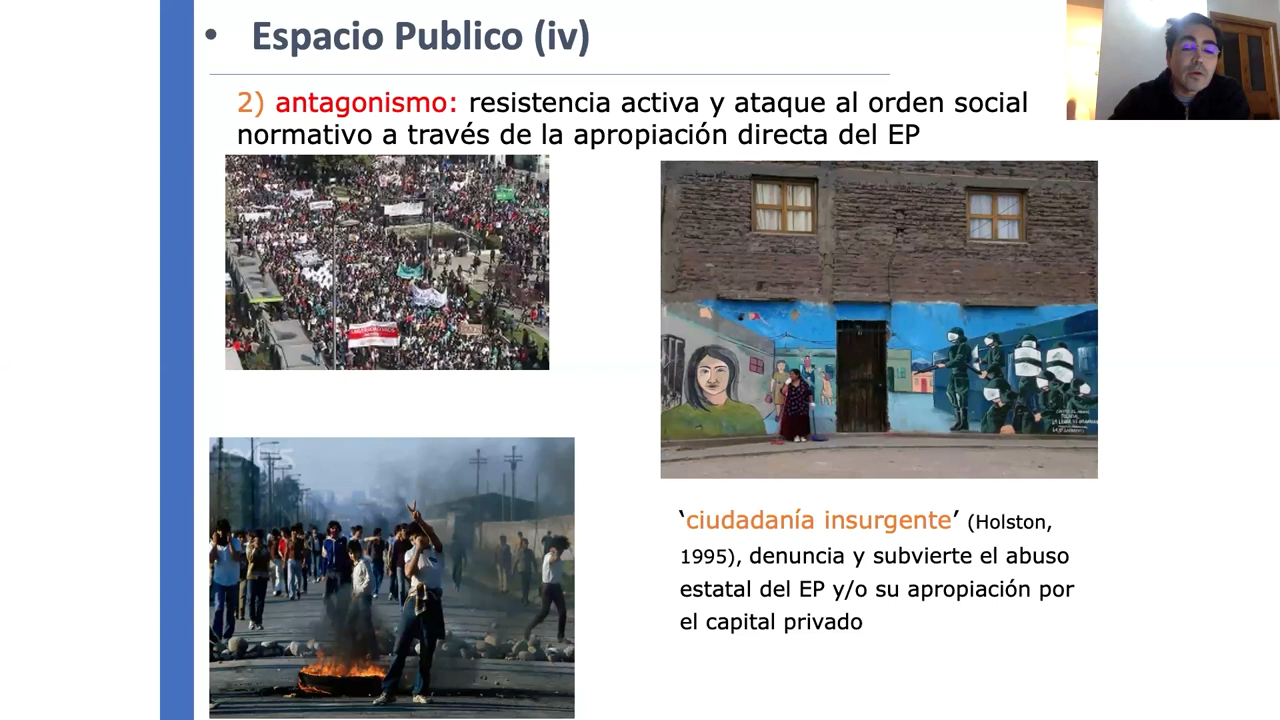 • Espacio Publico (iv)
2) antagonismo: resistencia activa y ataque al orden social
normativo a través de la apropiación directa del EP
‘ciudadanía insurgente’ (Holston,
1995), denuncia y subvierte el abuso
estatal del EP y/o su apropiación por
el capital privado